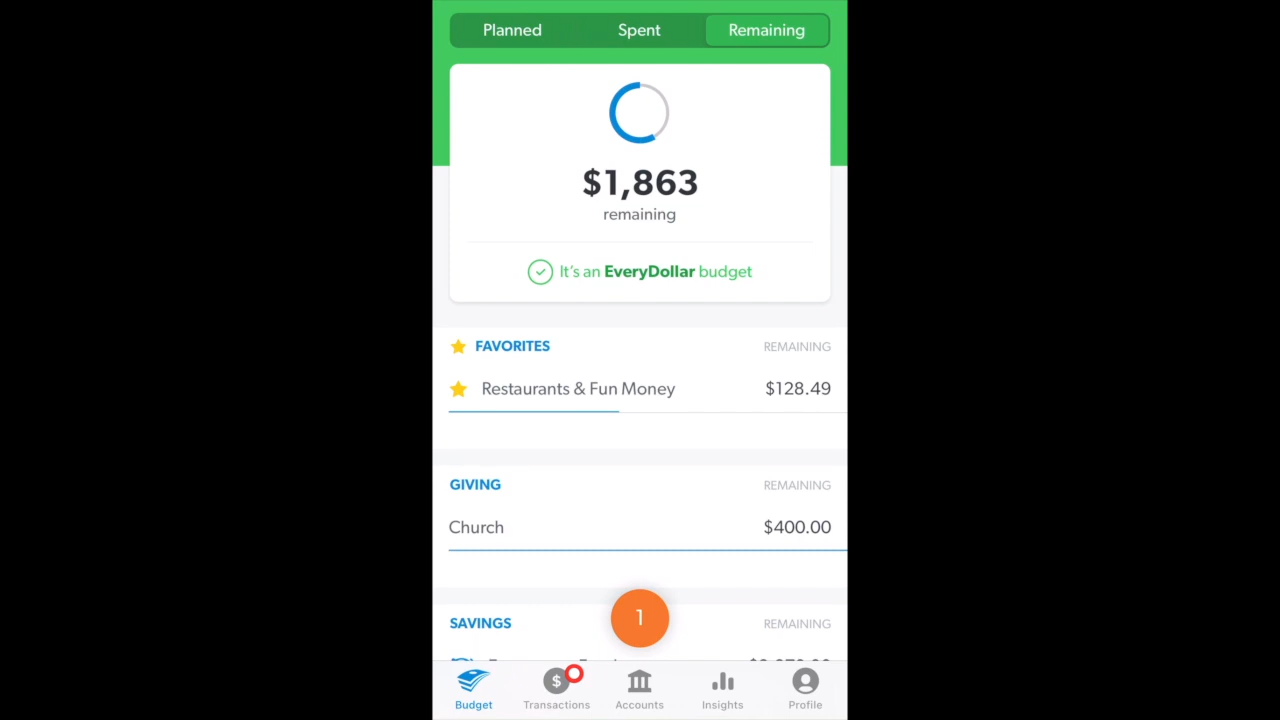 Planned Spent Remaining
$1,863
remaining
It's an EveryDollar budget
FAVORITES REMAINING
Restaurants & Fun Money $128.49
GIVING REMAINING
Church $400.00
1
SAVINGS REMAINING
$
Budget Transactions Accounts Insights Profile